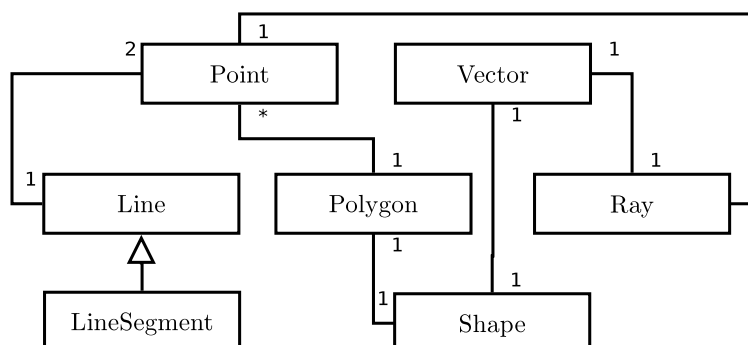 1
2
1
Point
Vector
*
1
1
1
1
Line
Polygon
Ray
1
1
1
LineSegment
Shape